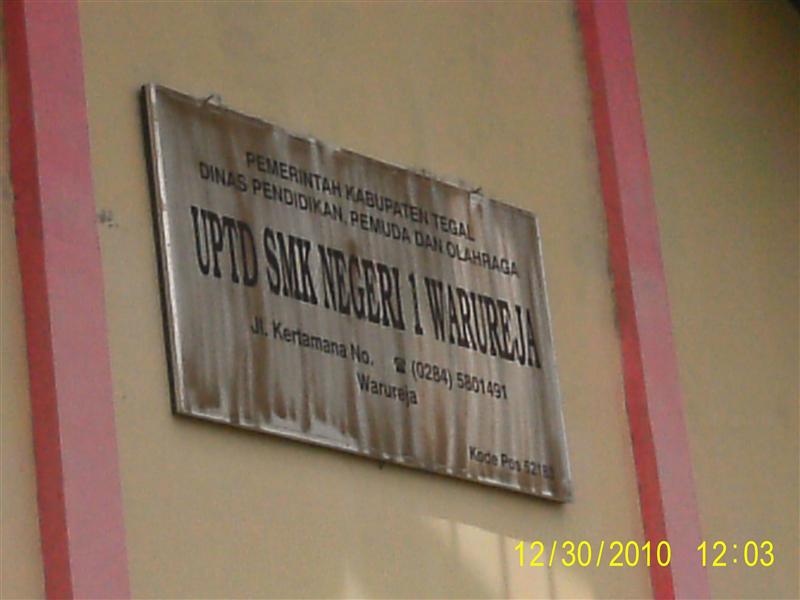 PEMERINTAH KABUPATEN TEGAL
DINAS PENDIDIKAN, PEMUDA DAN OLAHRAGA
UPTD SMK NEGERI 1 WARUREJA
Jl. Kertamana No. ☎ (0284) 5801491
Warureja
Kode Pos 52183
12/30/2010 12:03